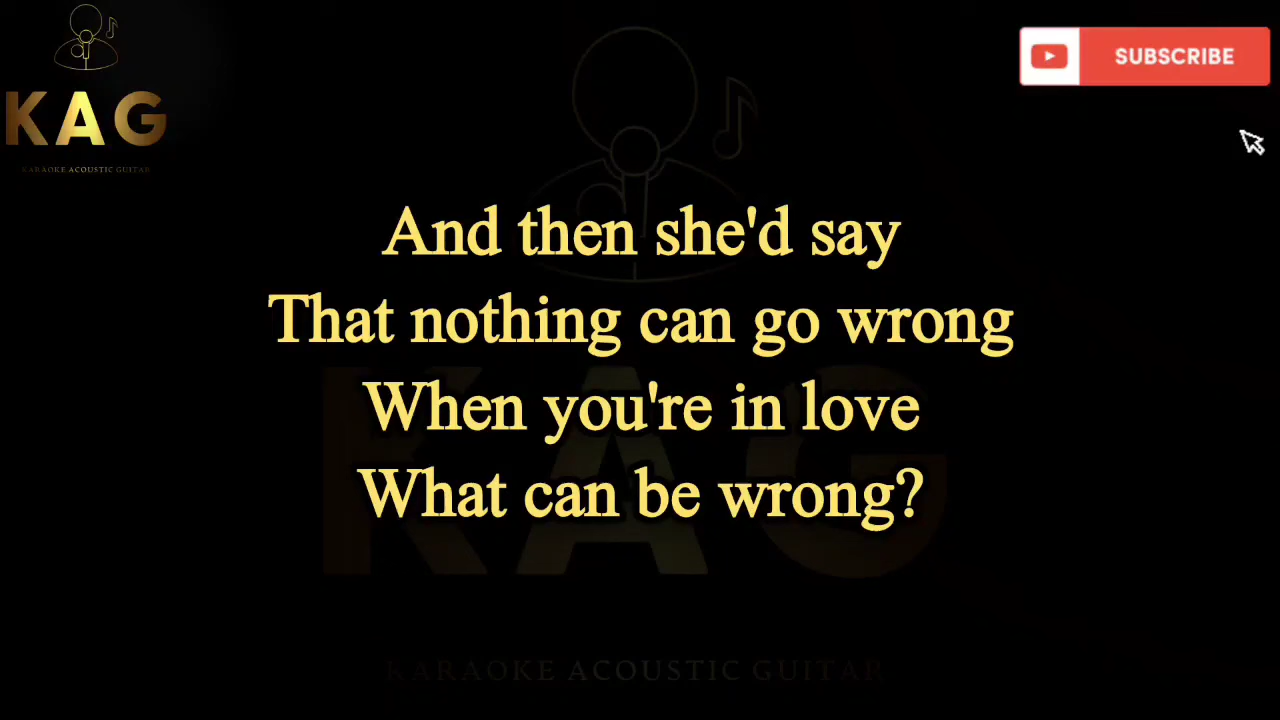 KAG
KARAOKE ACOUSTIC GUITAR
SUBSCRIBE
And then she'd say
That nothing can go wrong
When you're in love
What can be wrong?
KAG
KARAOKE ACOUSTIC GUITAR